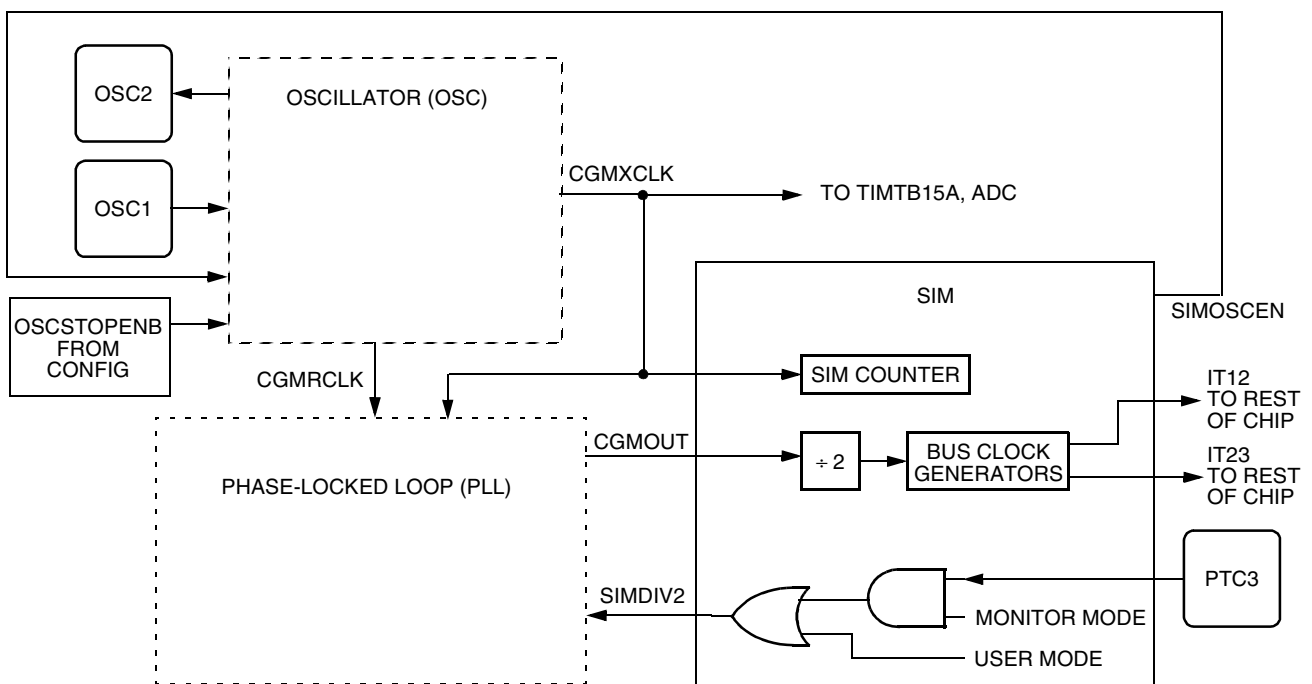 OSC2
OSCILLATOR (OSC)
CGMXCLK
OSC1
TO TIMTB15A, ADC
SIM
SIMOSCEN
OSCSTOPENB
FROM
CONFIG
CGMRCLK
SIM COUNTER
IT12
TO REST
OF CHIP
CGMOUT
÷ 2
BUS CLOCK
GENERATORS
IT23
TO REST
OF CHIP
PHASE-LOCKED LOOP (PLL)
PTC3
SIMDIV2
MONITOR MODE
USER MODE